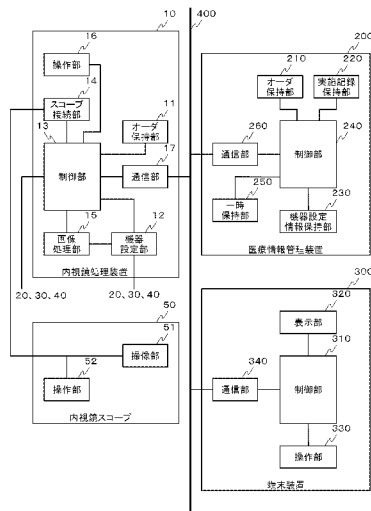 10
16
操作部
14
スコープ
接続部
11
オーダ
保持部
13
17
制御部
通信部
15
12
画像
処理部
機器
設定部
内視鏡処理装置
20、30、40
20、30、40
50
51
撮像部
52
操作部
内視鏡スコープ
400
200
210
220
オーダ
保持部
実施記録
保持部
260
240
通信部
制御部
250
230
一時
保持部
機器設定
情報保持部
医療情報管理装置
300
320
表示部
310
340
通信部
制御部
330
操作部
端末装置